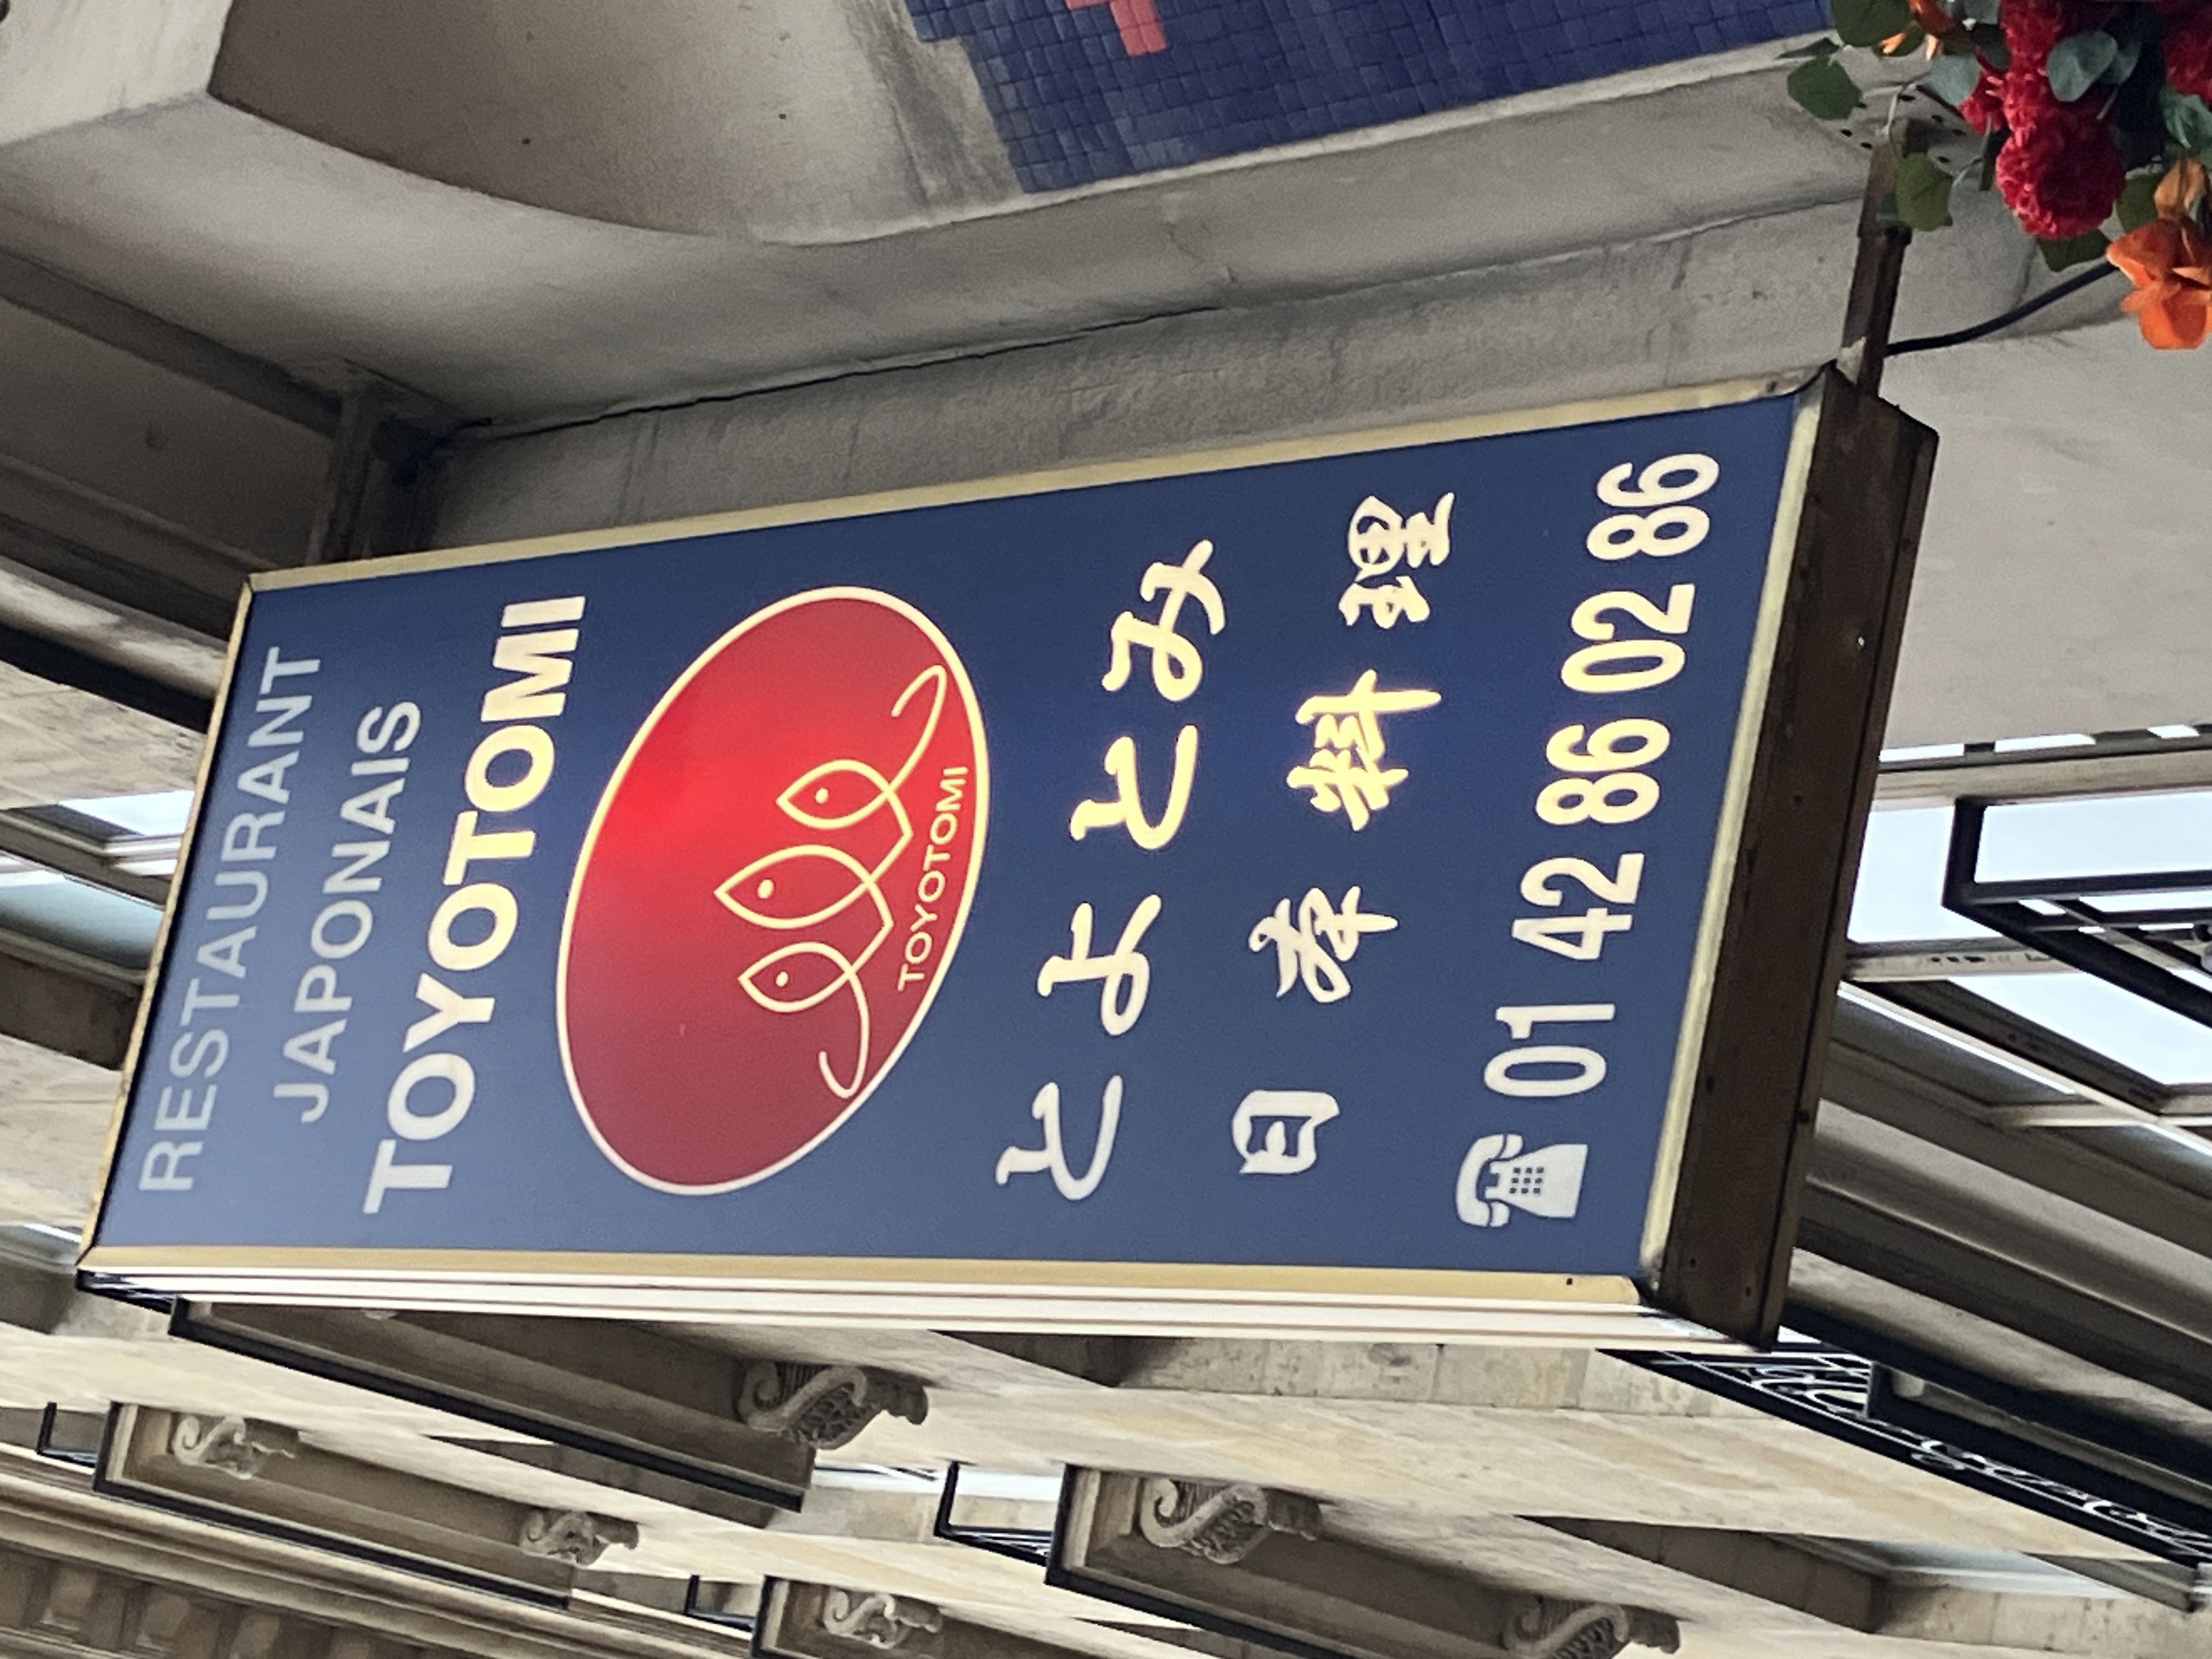 RESTAURANT
JAPONAIS
TOYOTOMI
TOYOTOMI
とよとみ
日本料理
01 42 86 02 86